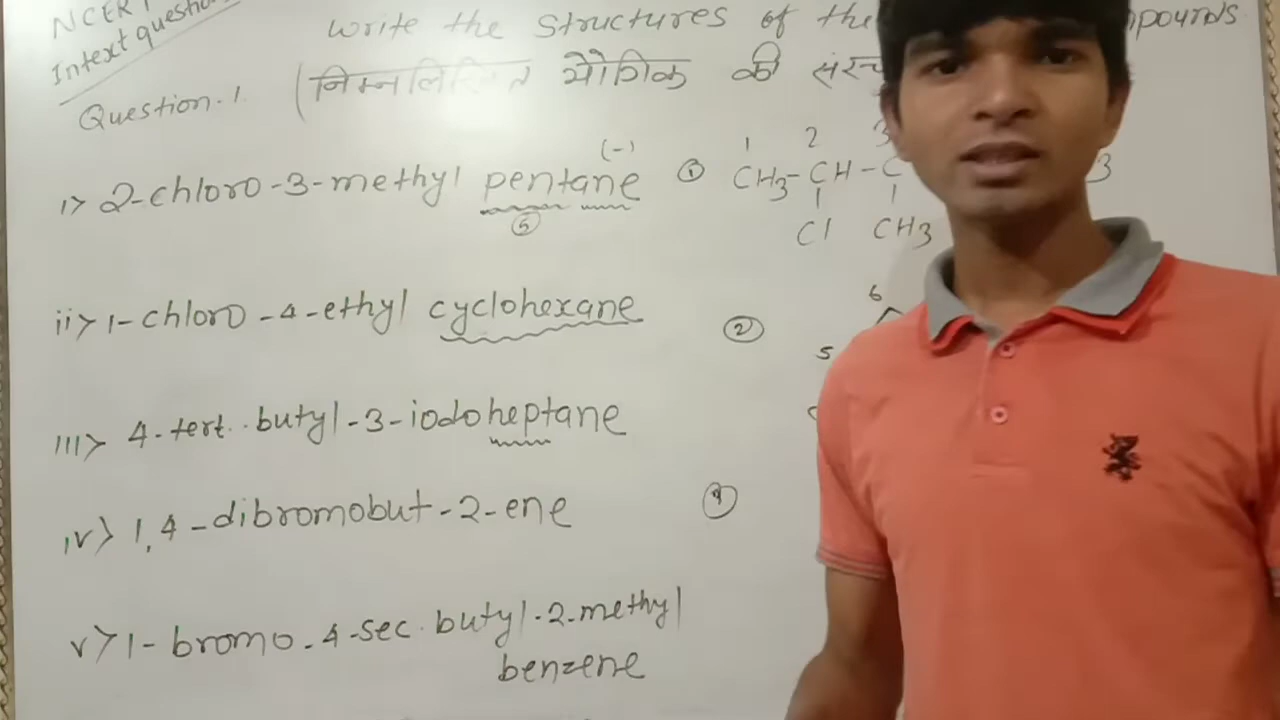 NCERT
Intext question
Write the structures of the
Question.1. (निम्नलिखित यौगिक की
i> 2-chloro-3-methyl pentane
(-)
5
1 CH3-CH-C 3
1 2 3
Cl CH3
ii> 1-chloro-4-ethyl cyclohexane
2
6
5
iii> 4-tert. butyl-3-iodoheptane
iv> 1,4-dibromobut-2-ene
4
v> 1-bromo-4-sec.butyl-2-methyl
benzene